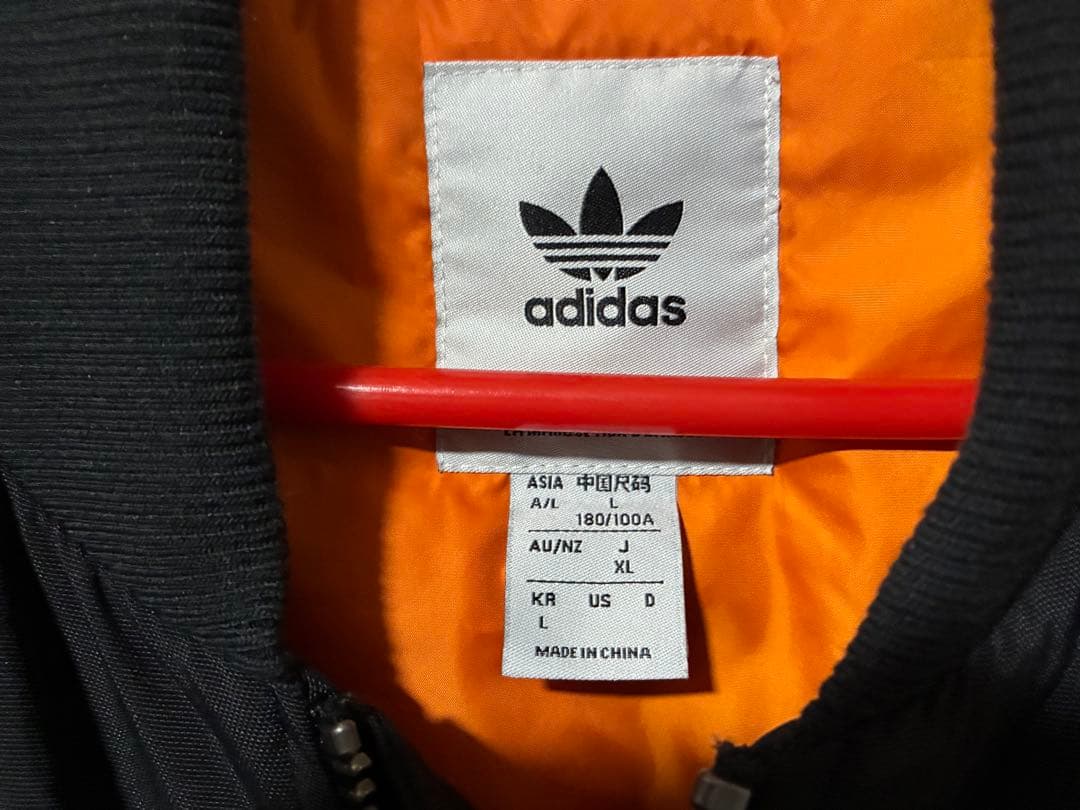 adidas
ASIA 中国尺码
A/L L
180/100A
AU/NZ J
XL
KR US D
L
MADE IN CHINA